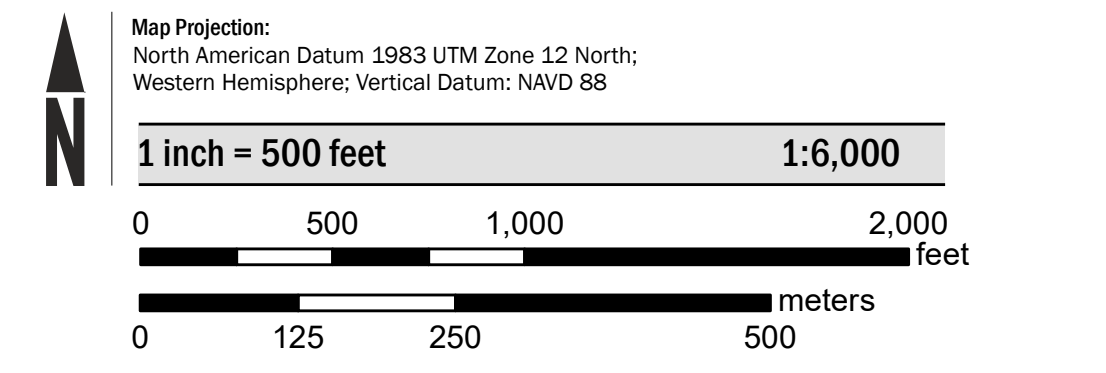 N
Map Projection:
North American Datum 1983 UTM Zone 12 North;
Western Hemisphere; Vertical Datum: NAVD 88
1 inch = 500 feet 1:6,000
0 500 1,000 2,000
feet
meters
0 125 250 500